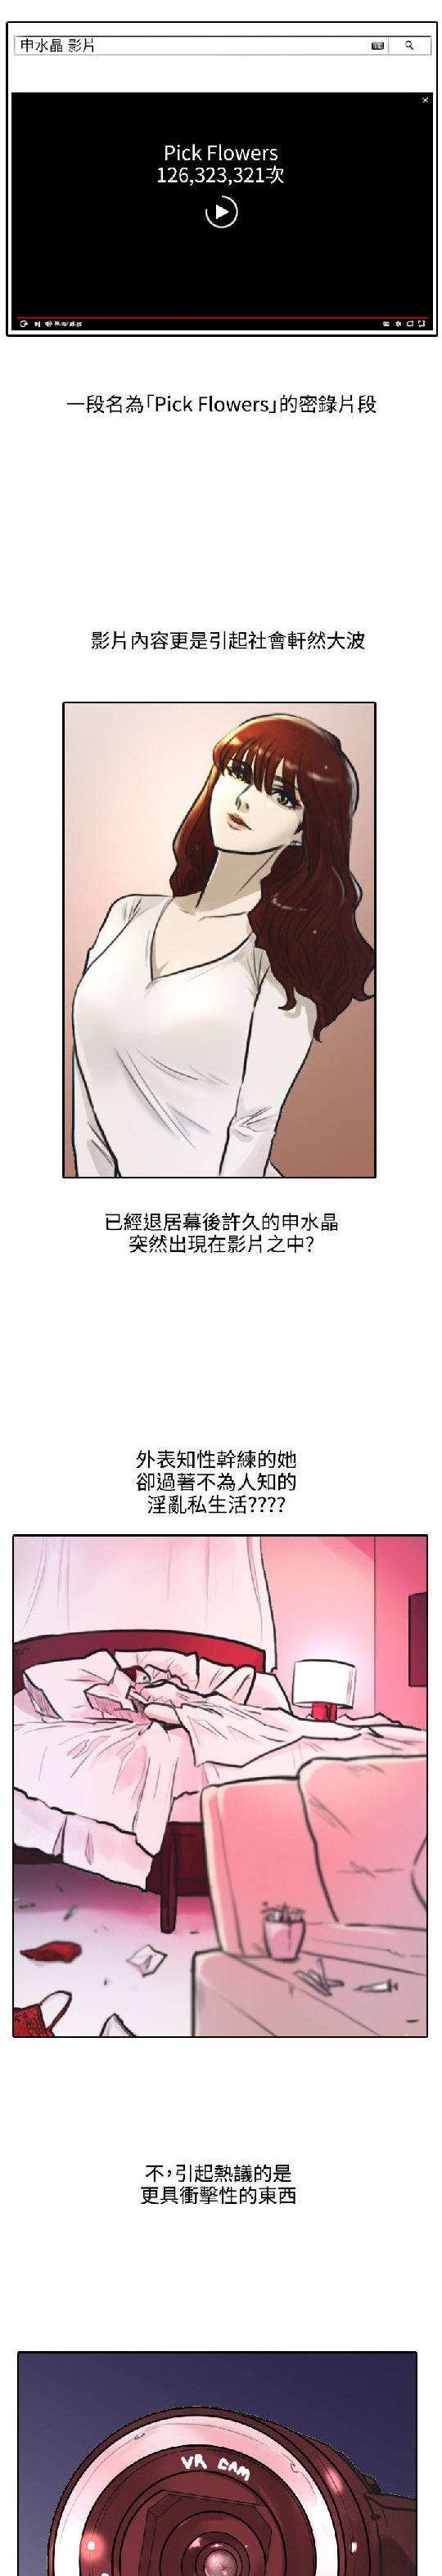 申水晶 影片
Pick Flowers
126,323,321次
一段名為「Pick Flowers」的密錄片段
影片內容更是引起社會軒然大波
已經退居幕後許久的申水晶
突然出現在影片之中?
外表知性幹練的她
卻過著不為人知的
淫亂私生活????
不,引起熱議的是
更具衝擊性的東西
VR CAM